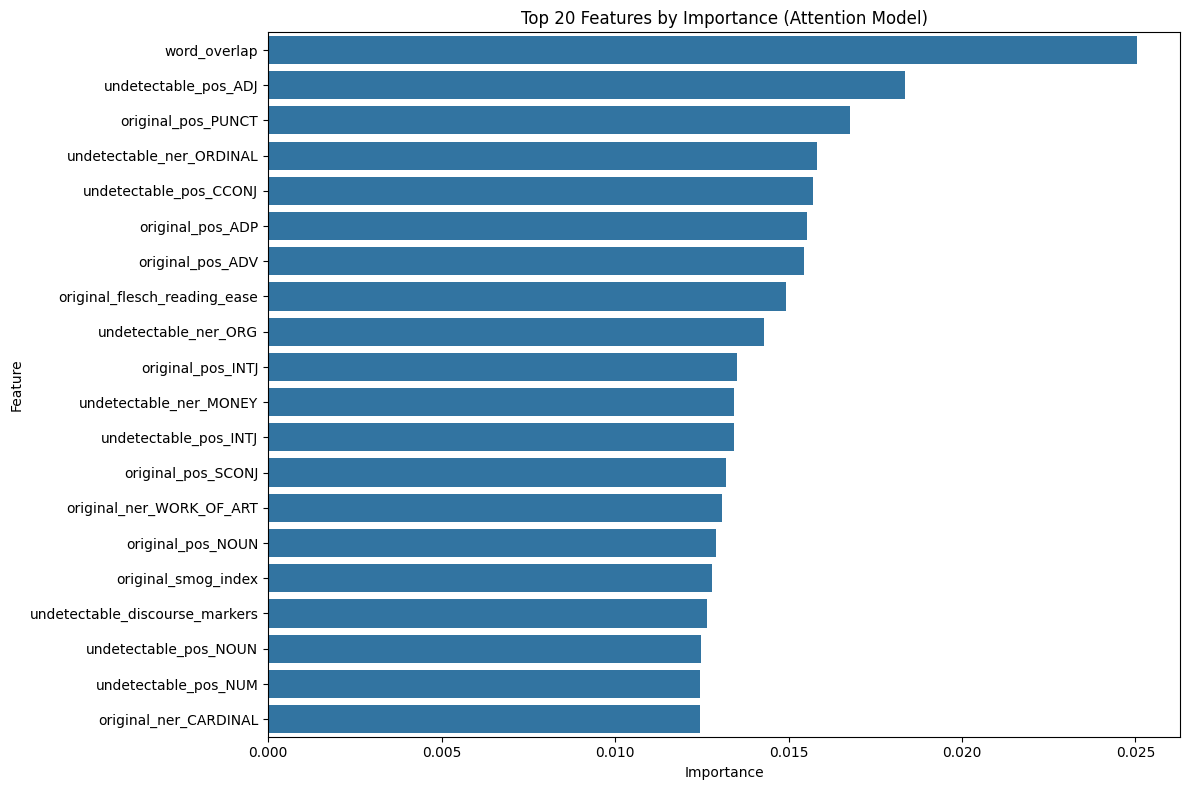 Top 20 Features by Importance (Attention Model)
Feature
word_overlap
undetectable_pos_ADJ
original_pos_PUNCT
undetectable_ner_ORDINAL
undetectable_pos_CCONJ
original_pos_ADP
original_pos_ADV
original_flesch_reading_ease
undetectable_ner_ORG
original_pos_INTJ
undetectable_ner_MONEY
undetectable_pos_INTJ
original_pos_SCONJ
original_ner_WORK_OF_ART
original_pos_NOUN
original_smog_index
undetectable_discourse_markers
undetectable_pos_NOUN
undetectable_pos_NUM
original_ner_CARDINAL
0.000 0.005 0.010 0.015 0.020 0.025
Importance